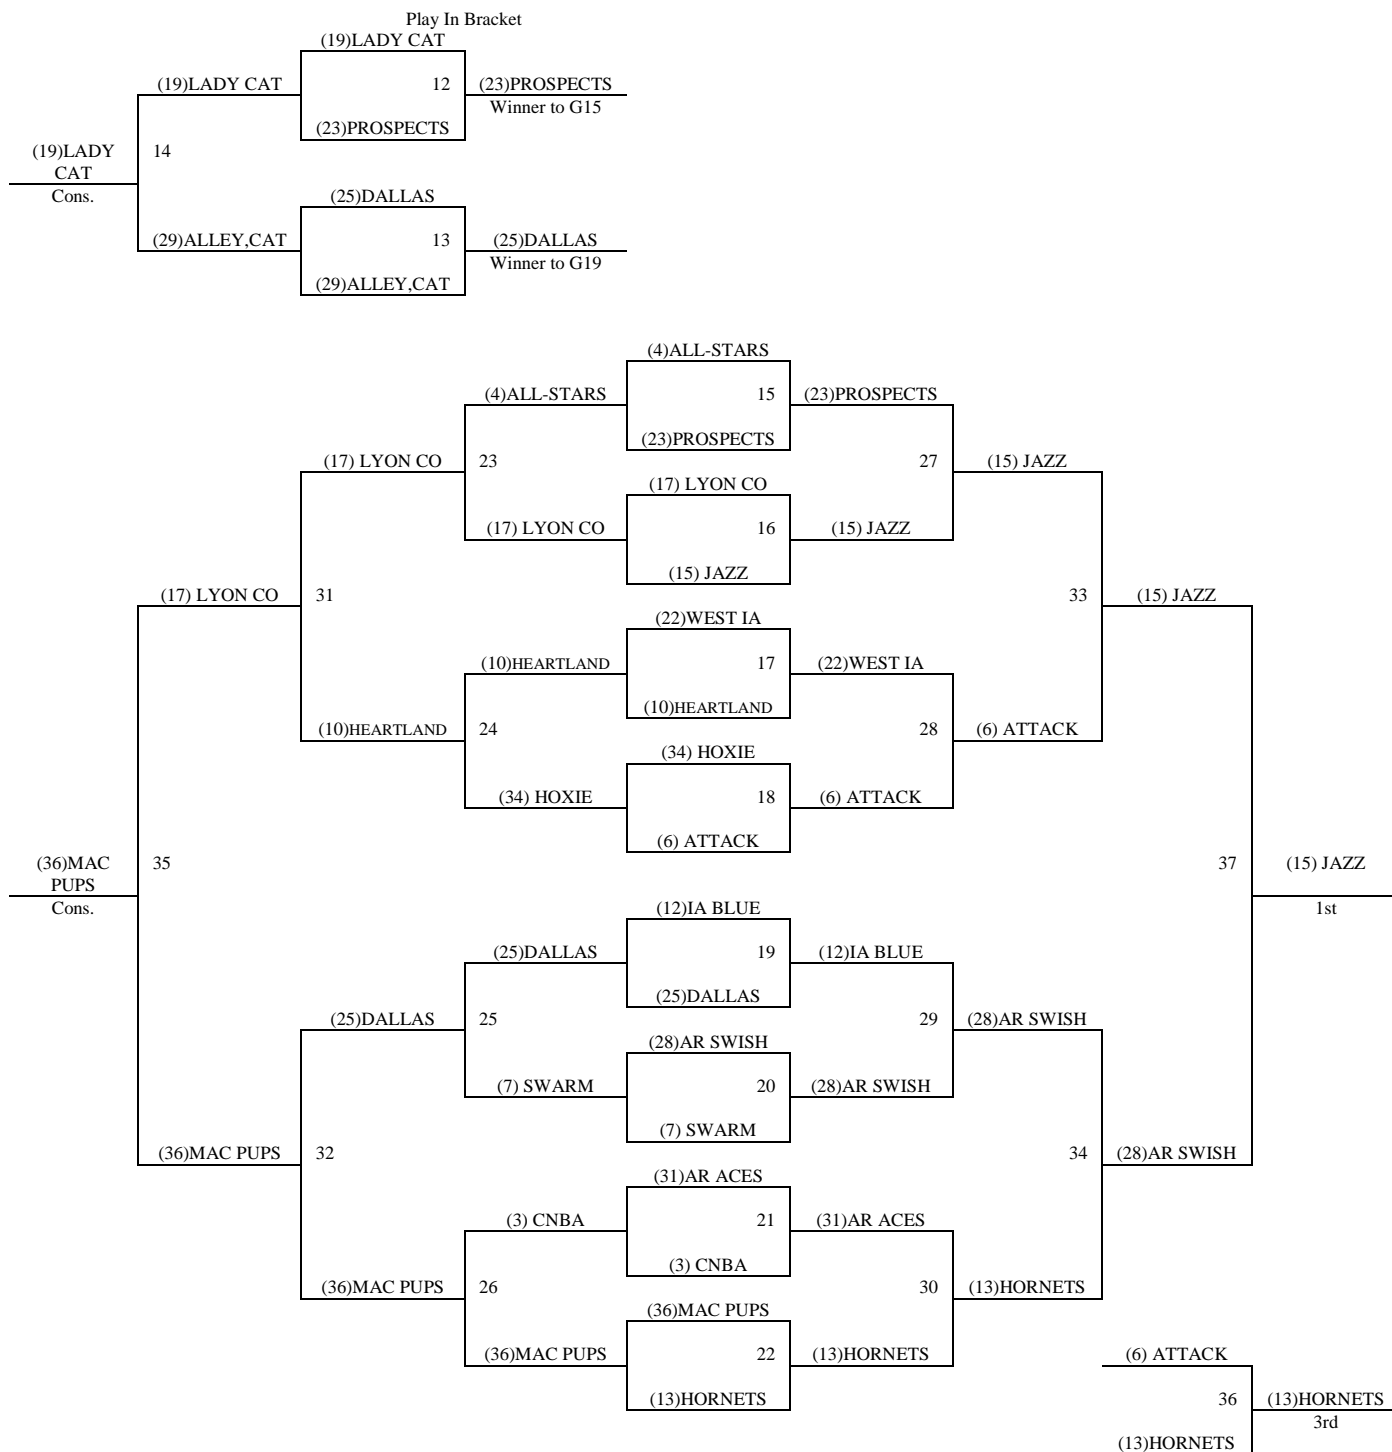 Play In Bracket
(19)LADY CAT
(19)LADY CAT
12
(23)PROSPECTS
Winner to G15
(23)PROSPECTS
(19)LADY
CAT
Cons.
14
(25)DALLAS
(29)ALLEY,CAT
13
(25)DALLAS
Winner to G19
(29)ALLEY,CAT
(4)ALL-STARS
(4)ALL-STARS
15
(23)PROSPECTS
(23)PROSPECTS
(17) LYON CO
23
27
(15) JAZZ
(17) LYON CO
(17) LYON CO
16
(15) JAZZ
(15) JAZZ
(17) LYON CO
31
33
(15) JAZZ
(22)WEST IA
(10)HEARTLAND
17
(22)WEST IA
(10)HEARTLAND
(10)HEARTLAND
24
28
(6) ATTACK
(34) HOXIE
(34) HOXIE
18
(6) ATTACK
(6) ATTACK
(36)MAC
PUPS
Cons.
35
37
(15) JAZZ
1st
(12)IA BLUE
(25)DALLAS
19
(12)IA BLUE
(25)DALLAS
(25)DALLAS
25
29
(28)AR SWISH
(28)AR SWISH
(7) SWARM
20
(28)AR SWISH
(7) SWARM
(36)MAC PUPS
32
34
(28)AR SWISH
(31)AR ACES
(3) CNBA
21
(31)AR ACES
(3) CNBA
(36)MAC PUPS
26
30
(13)HORNETS
(36)MAC PUPS
(36)MAC PUPS
22
(13)HORNETS
(13)HORNETS
(6) ATTACK
36
(13)HORNETS
3rd
(13)HORNETS